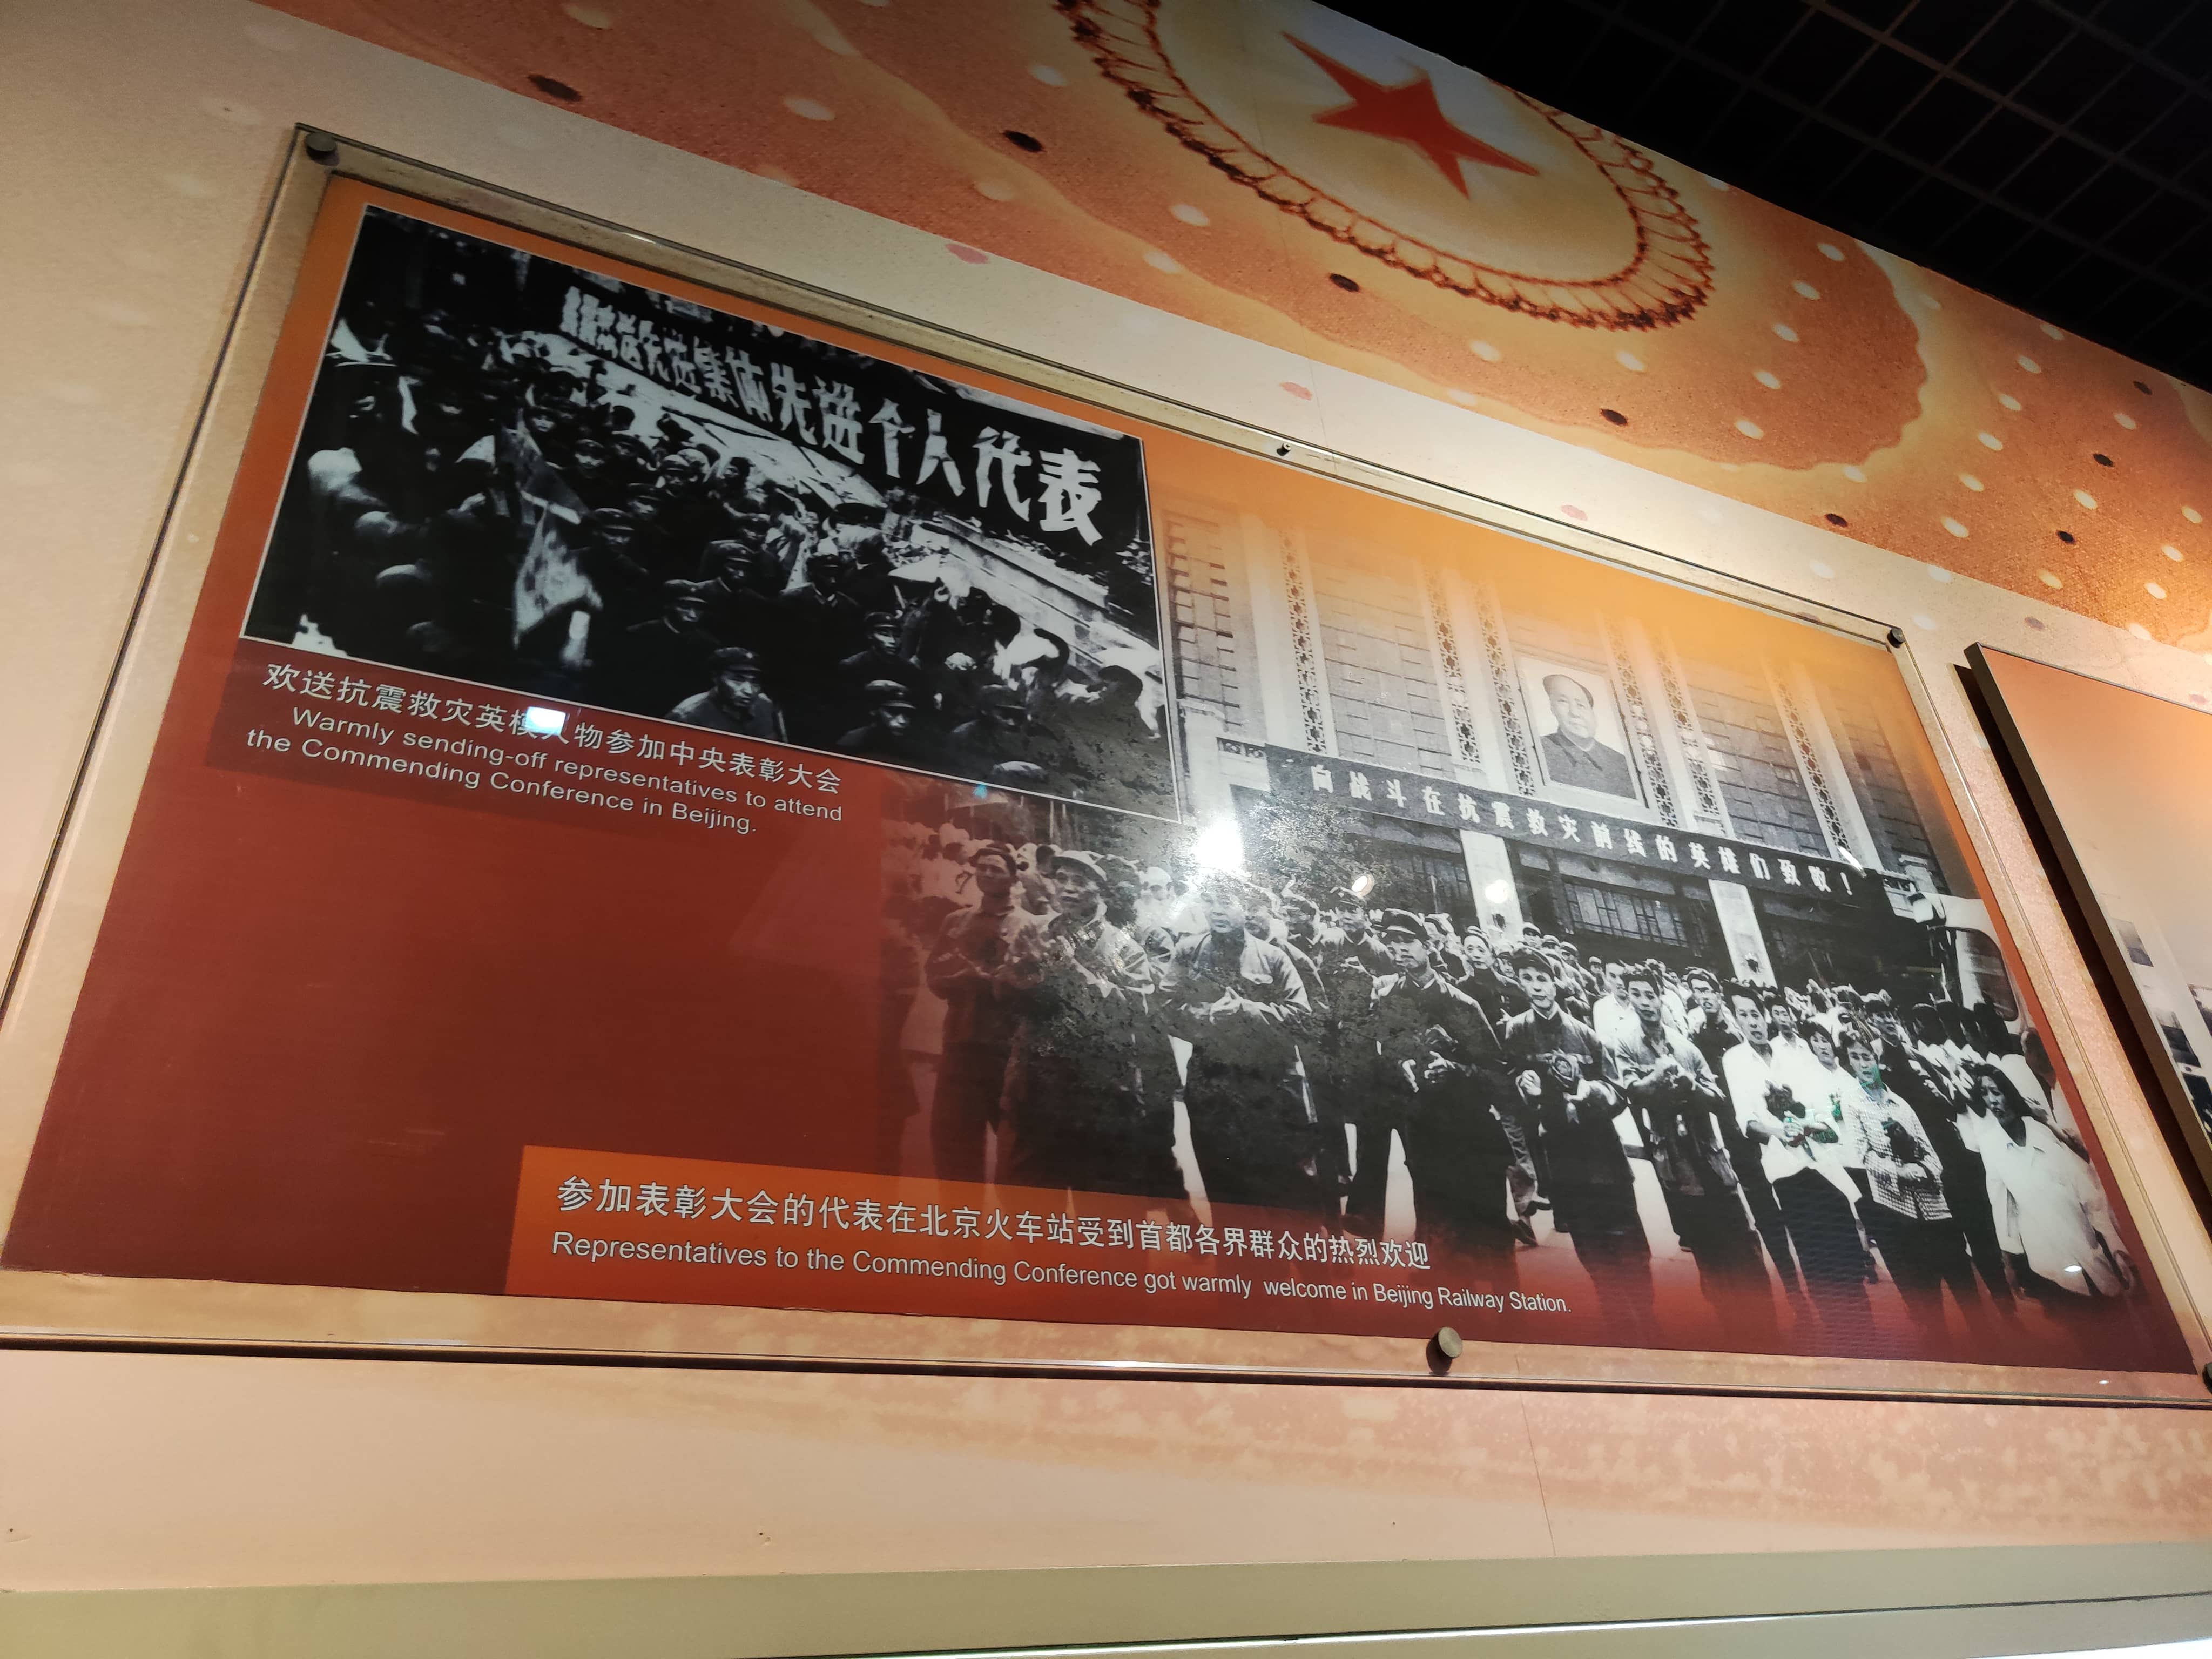 先进集体先进个人代表
欢送抗震救灾英模人物参加中央表彰大会
Warmly sending-off representatives to attend
the Commending Conference in Beijing.
向战斗在抗震救灾前线的英雄们致敬！
参加表彰大会的代表在北京火车站受到首都各界群众的热烈欢迎
Representatives to the Commending Conference got warmly welcome in Beijing Railway Station.